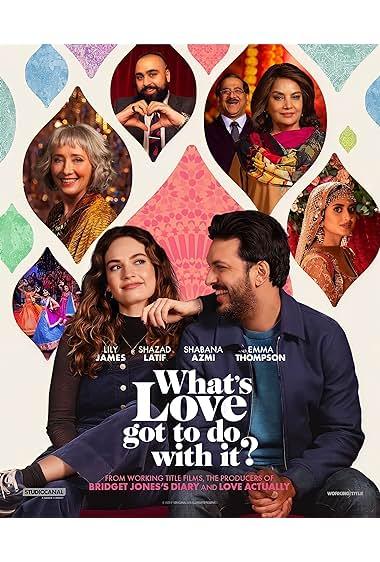 LILY JAMES
SHAZAD LATIF
SHABANA AZMI
EMMA THOMPSON
What's
Love
got to do
with it?
FROM WORKING TITLE FILMS, THE PRODUCERS OF
BRIDGET JONES'S DIARY AND LOVE ACTUALLY
STUDIOCANAL
WORKING TITLE